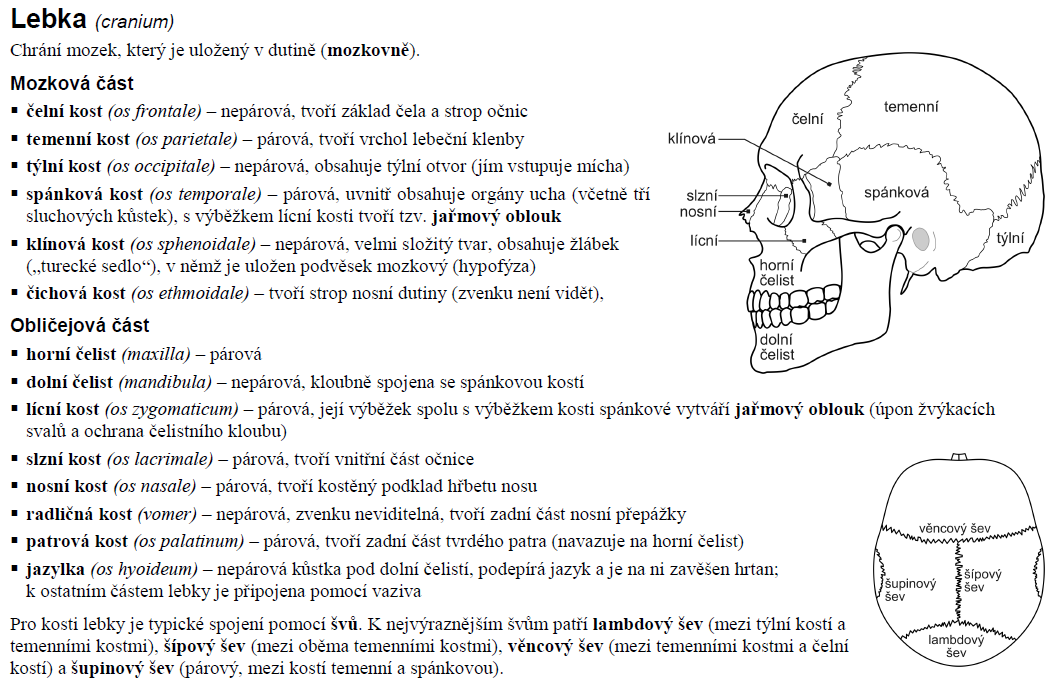 Lebka (cranium)
Chrání mozek, který je uložený v dutině (mozkovně).
Mozková část
▪ čelní kost (os frontale) – nepárová, tvoří základ čela a strop očnic
▪ temenní kost (os parietale) – párová, tvoří vrchol lebeční klenby
▪ týlní kost (os occipitale) – nepárová, obsahuje týlní otvor (jím vstupuje mícha)
▪ spánková kost (os temporale) – párová, uvnitř obsahuje orgány ucha (včetně tří
sluchových kůstek), s výběžkem lícní kosti tvoří tzv. jařmový oblouk
▪ klínová kost (os sphenoidale) – nepárová, velmi složitý tvar, obsahuje žlábek
(„turecké sedlo“), v němž je uložen podvěsek mozkový (hypofýza)
▪ čichová kost (os ethmoidale) – tvoří strop nosní dutiny (zvenku není vidět),
Obličejová část
▪ horní čelist (maxilla) – párová
▪ dolní čelist (mandibula) – nepárová, kloubně spojena se spánkovou kostí
▪ lícní kost (os zygomaticum) – párová, její výběžek spolu s výběžkem kosti spánkové vytváří jařmový oblouk (úpon žvýkacích
svalů a ochrana čelistního kloubu)
▪ slzní kost (os lacrimale) – párová, tvoří vnitřní část očnice
▪ nosní kost (os nasale) – párová, tvoří kostěný podklad hřbetu nosu
▪ radličná kost (vomer) – nepárová, zvenku neviditelná, tvoří zadní část nosní přepážky
▪ patrová kost (os palatinum) – párová, tvoří zadní část tvrdého patra (navazuje na horní čelist)
▪ jazylka (os hyoideum) – nepárová kůstka pod dolní čelistí, podepírá jazyk a je na ni zavěšen hrtan;
k ostatním částem lebky je připojena pomocí vaziva
Pro kosti lebky je typické spojení pomocí švů. K nejvýraznějším švům patří lambdový šev (mezi týlní kostí a
temenními kostmi), šípový šev (mezi oběma temenními kostmi), věncový šev (mezi temenními kostmi a čelní
kostí) a šupinový šev (párový, mezi kostí temenní a spánkovou).
temenní
čelní
klínová
spánková
slzní
nosní
lícní
týlní
horní
čelist
dolní
čelist
věncový šev
šupinový
šev
šípový
šev
lambdový
šev